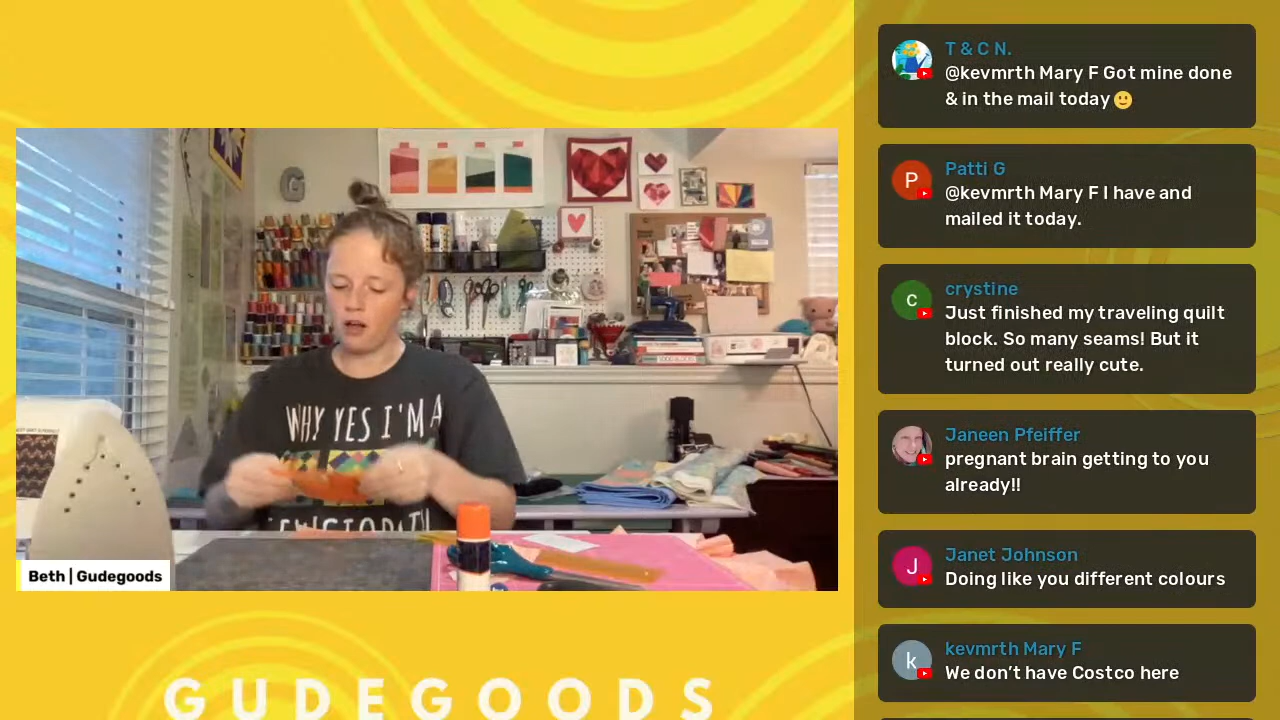 T & C N.
@kevmrth Mary F Got mine done
& in the mail today
Patti G
@kevmrth Mary F I have and
mailed it today.
crystine
Just finished my traveling quilt
block. So many seams! But it
turned out really cute.
Janeen Pfeiffer
pregnant brain getting to you
already!!
Janet Johnson
Doing like you different colours
kevmrth Mary F
We don’t have Costco here
WHY YES I'M A
Beth | Gudegoods
GUDEGOODS